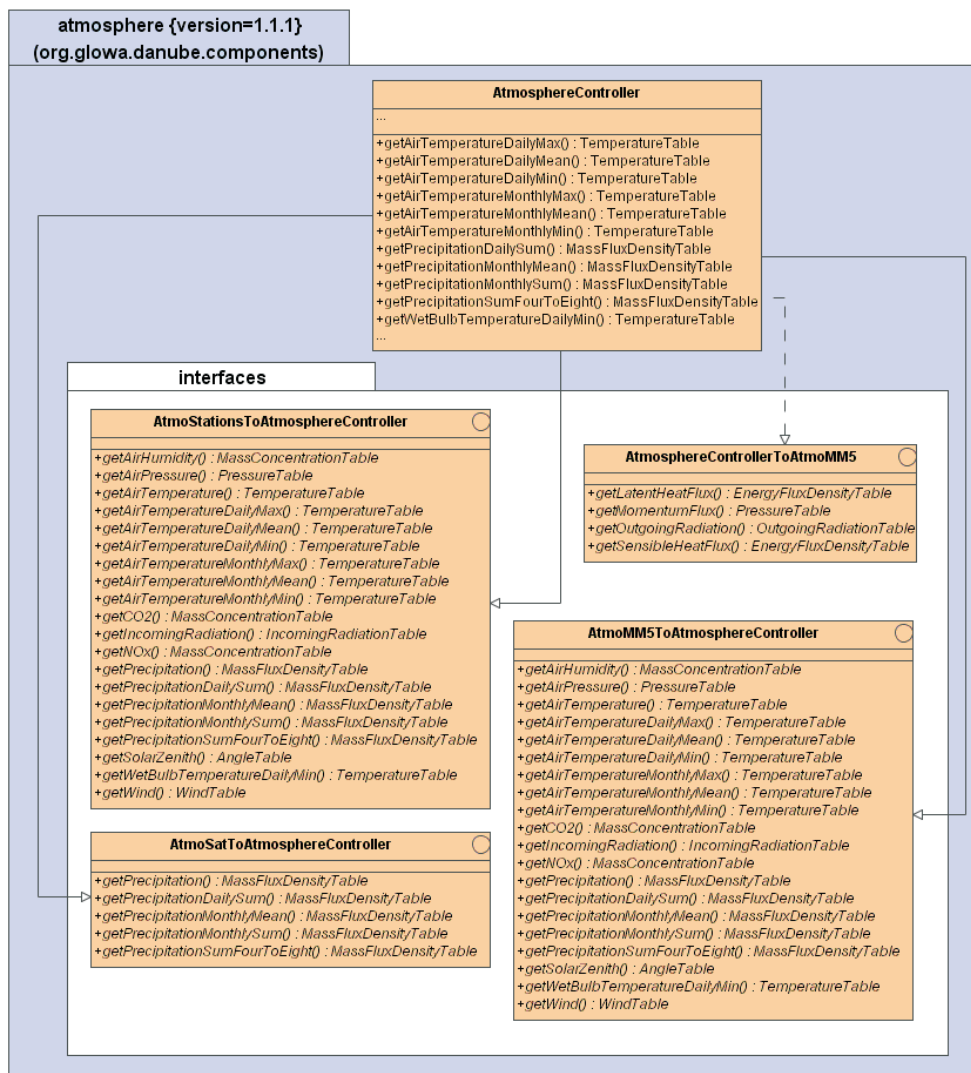 atmosphere {version=1.1.1}
(org.glowa.danube.components)
AtmosphereController
...
+getAirTemperatureDailyMax() : TemperatureTable
+getAirTemperatureDailyMean() : TemperatureTable
+getAirTemperatureDailyMin() : TemperatureTable
+getAirTemperatureMonthlyMax() : TemperatureTable
+getAirTemperatureMonthlyMean() : TemperatureTable
+getAirTemperatureMonthlyMin() : TemperatureTable
+getPrecipitationDailySum() : MassFluxDensityTable
+getPrecipitationMonthlyMean() : MassFluxDensityTable
+getPrecipitationMonthlySum() : MassFluxDensityTable
+getPrecipitationSumFourToEight() : MassFluxDensityTable
+getWetBulbTemperatureDailyMin() : TemperatureTable
...
interfaces
AtmoStationsToAtmosphereController
+getAirHumidity() : MassConcentrationTable
+getAirPressure() : PressureTable
+getAirTemperature() : TemperatureTable
+getAirTemperatureDailyMax() : TemperatureTable
+getAirTemperatureDailyMean() : TemperatureTable
+getAirTemperatureDailyMin() : TemperatureTable
+getAirTemperatureMonthlyMax() : TemperatureTable
+getAirTemperatureMonthlyMean() : TemperatureTable
+getAirTemperatureMonthlyMin() : TemperatureTable
+getCO2() : MassConcentrationTable
+getIncomingRadiation() : IncomingRadiationTable
+getNOx() : MassConcentrationTable
+getPrecipitation() : MassFluxDensityTable
+getPrecipitationDailySum() : MassFluxDensityTable
+getPrecipitationMonthlyMean() : MassFluxDensityTable
+getPrecipitationMonthlySum() : MassFluxDensityTable
+getPrecipitationSumFourToEight() : MassFluxDensityTable
+getSolarZenith() : AngleTable
+getWetBulbTemperatureDailyMin() : TemperatureTable
+getWind() : WindTable
AtmosphereControllerToAtmoMM5
+getLatentHeatFlux() : EnergyFluxDensityTable
+getMomentumFlux() : PressureTable
+getOutgoingRadiation() : OutgoingRadiationTable
+getSensibleHeatFlux() : EnergyFluxDensityTable
AtmoMM5ToAtmosphereController
+getAirHumidity() : MassConcentrationTable
+getAirPressure() : PressureTable
+getAirTemperature() : TemperatureTable
+getAirTemperatureDailyMax() : TemperatureTable
+getAirTemperatureDailyMean() : TemperatureTable
+getAirTemperatureDailyMin() : TemperatureTable
+getAirTemperatureMonthlyMax() : TemperatureTable
+getAirTemperatureMonthlyMean() : TemperatureTable
+getAirTemperatureMonthlyMin() : TemperatureTable
+getCO2() : MassConcentrationTable
+getIncomingRadiation() : IncomingRadiationTable
+getNOx() : MassConcentrationTable
+getPrecipitation() : MassFluxDensityTable
+getPrecipitationDailySum() : MassFluxDensityTable
+getPrecipitationMonthlyMean() : MassFluxDensityTable
+getPrecipitationMonthlySum() : MassFluxDensityTable
+getPrecipitationSumFourToEight() : MassFluxDensityTable
+getSolarZenith() : AngleTable
+getWetBulbTemperatureDailyMin() : TemperatureTable
+getWind() : WindTable
AtmoSatToAtmosphereController
+getPrecipitation() : MassFluxDensityTable
+getPrecipitationDailySum() : MassFluxDensityTable
+getPrecipitationMonthlyMean() : MassFluxDensityTable
+getPrecipitationMonthlySum() : MassFluxDensityTable
+getPrecipitationSumFourToEight() : MassFluxDensityTable